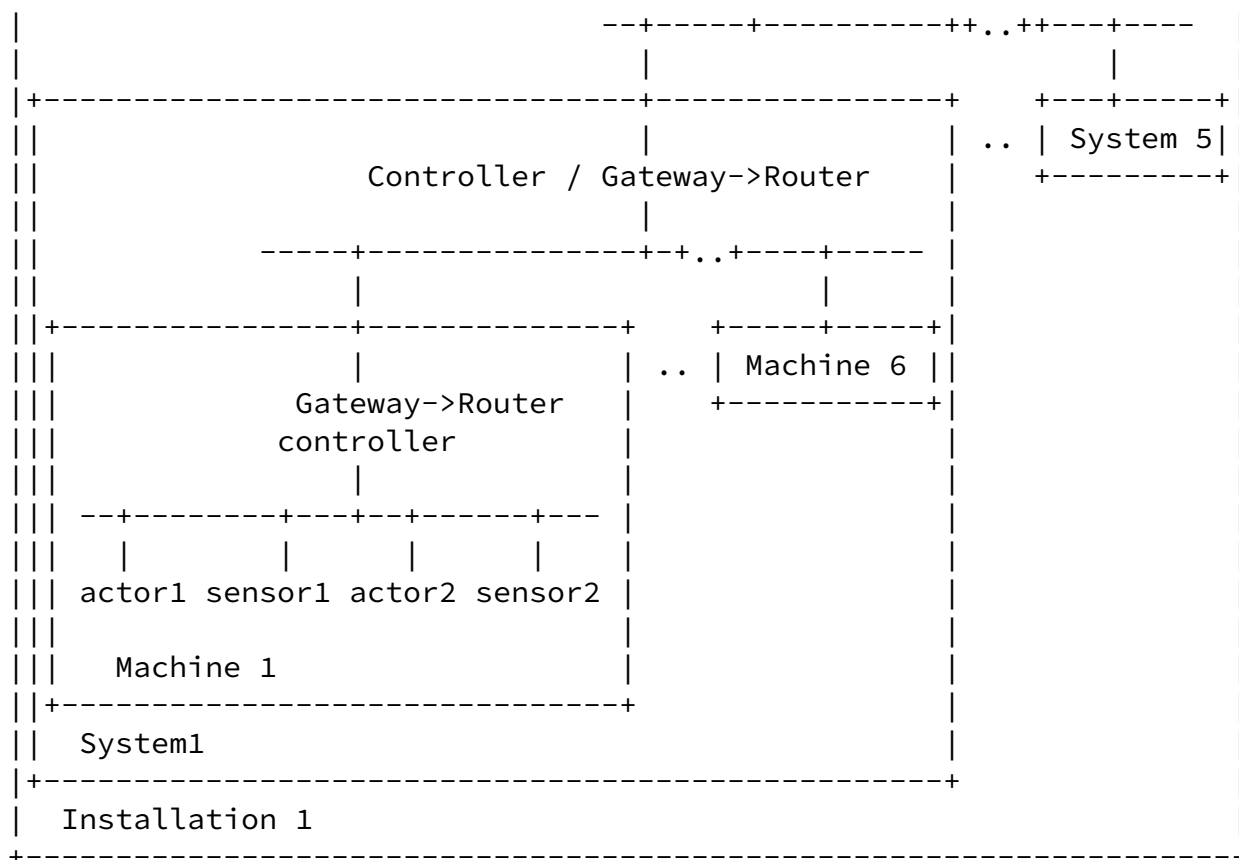 System 5
Controller / Gateway->Router
.. Machine 6
Gateway->Router
controller
actor1 sensor1 actor2 sensor2
Machine 1
System1
Installation 1